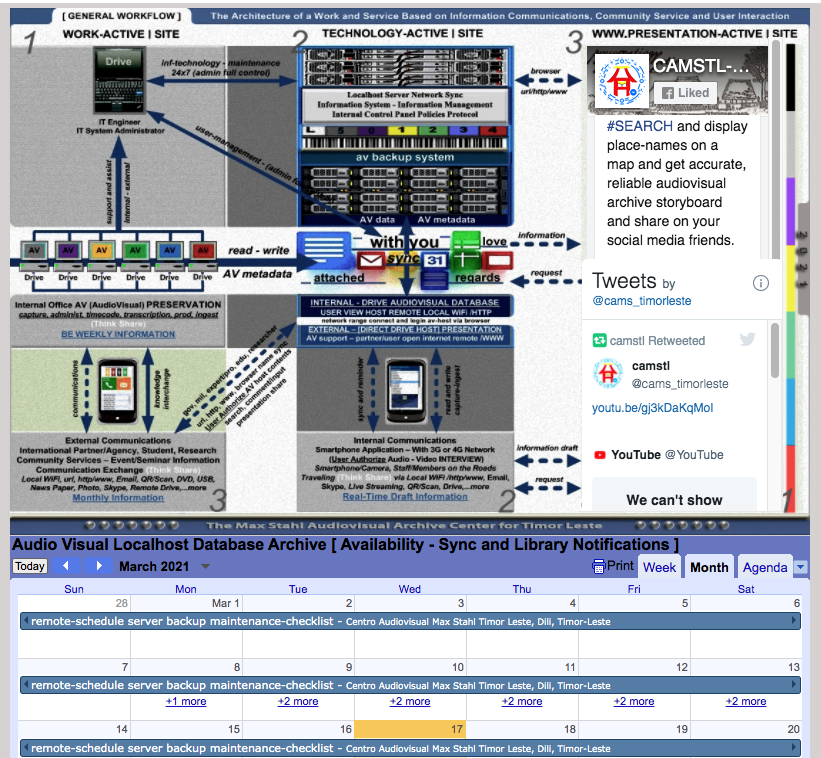 [ GENERAL WORKFLOW ]
The Architecture of a Work and Service Based on Information Communications, Community Service and User Interaction
1
WORK-ACTIVE | SITE
2
TECHNOLOGY-ACTIVE | SITE
3
WWW.PRESENTATION-ACTIVE | SITE
Drive
IT Engineer
IT System Administrator
inf-technology - maintenance
24x7 (admin full control)
user-management - (admin
support and assist
internal - external
Localhost Server Network Sync
Information System - Information Management
Internal Control Panel Policies Protocol
L 5 0 1 2 3 4
av backup system
AV data
AV metadata
browser
url/http/www
CAMSTL-...
Liked
#SEARCH and display
place-names on a
map and get accurate,
reliable audiovisual
archive storyboard
and share on your
social media friends.
AV AV AV AV AV AV
Drive Drive Drive Drive Drive Drive
read - write
AV metadata
with you
love
sync
31
attached
regards
information
request
Tweets by
@cams_timorleste
camstl Retweeted
camstl
@cams_timorleste
youtu.be/gj3kDaKqMoI
YouTube @YouTube
We can't show
Internal Office AV (AudioVisual) PRESERVATION
capture, administ, timecode, transcription, prod, ingest
(Think Share)
BE WEEKLY INFORMATION
INTERNAL - DRIVE AUDIOVISUAL DATABASE
USER VIEW HOST REMOTE LOCAL WiFi /HTTP
network range connect and login av-host via browser
EXTERNAL – (DIRECT DRIVE HOST) PRESENTATION
AV support – partner/user open internet remote /WWW
communications
knowledge
interchange
gov, mil, expert/pro, edu, researcher
url, http, www, browser name sync
User Authorize AV host contents
search, comment/input
presentation share
sync and reminder
read and write
capture-ingest
External Communications
International Partner/Agency, Student, Research
Community Services – Event/Seminar Information
Communication Exchange (Think Share)
Local WiFi, url, http/www, Email, QR/Scan, DVD, USB,
News Paper, Photo, Skype, Remote Drive,...more
Monthly Information
3
Internal Communications
Smartphone Application – With 3G or 4G Network
(User Authorize Audio - Video INTERVIEW)
Smartphone/Camera, Staff/Members on the Roads
Traveling (Think Share) via Local WiFi /http/www, Email,
Skype, Live Streaming, QR/Scan, Drive,...more
Real-Time Draft Information
2
information draft
request
1
The Max Stahl Audiovisual Archive Center for Timor Leste
Audio Visual Localhost Database Archive [ Availability - Sync and Library Notifications ]
Today March 2021 Print Week Month Agenda
Sun Mon Tue Wed Thu Fri Sat
28 Mar 1 2 3 4 5 6
remote-schedule server backup maintenance-checklist - Centro Audiovisual Max Stahl Timor Leste, Dili, Timor-Leste
7 8 9 10 11 12 13
remote-schedule server backup maintenance-checklist - Centro Audiovisual Max Stahl Timor Leste, Dili, Timor-Leste
+1 more +2 more +2 more +2 more +2 more +2 more
14 15 16 17 18 19 20
remote-schedule server backup maintenance-checklist - Centro Audiovisual Max Stahl Timor Leste, Dili, Timor-Leste